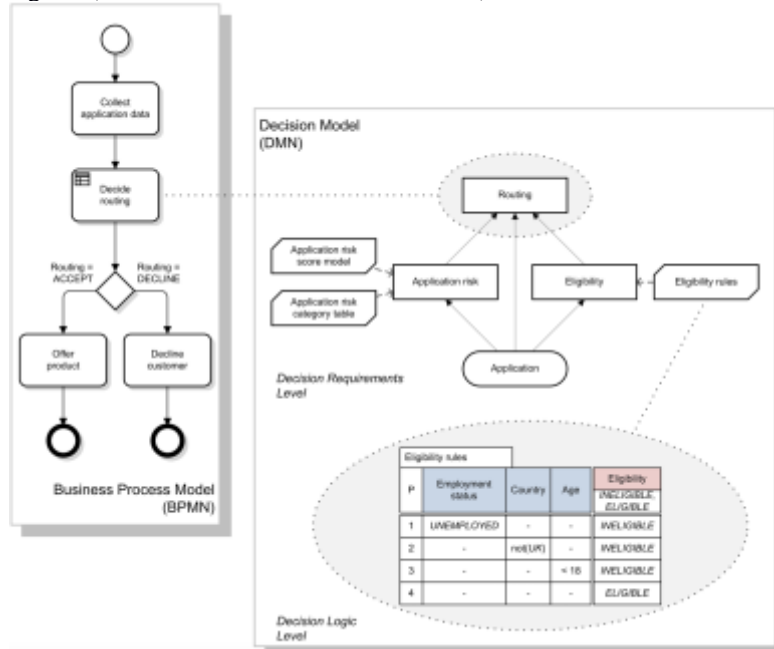 Collect
application data
Decide
routing
Routing =
ACCEPT
Routing =
DECLINE
Offer
product
Decline
customer
Business Process Model
(BPMN)
Decision Model
(DMN)
Routing
Application risk
score model
Application risk
category table
Application risk
Eligibility
Eligibility rules
Application
Decision Requirements
Level
Eligibility rules
P
Employment
status
Country
Age
Eligibility
INELIGIBLE,
ELIGIBLE
1 UNEMPLOYED - - INELIGIBLE
2 - not(UK) - INELIGIBLE
3 - - < 18 INELIGIBLE
4 - - - ELIGIBLE
Decision Logic
Level